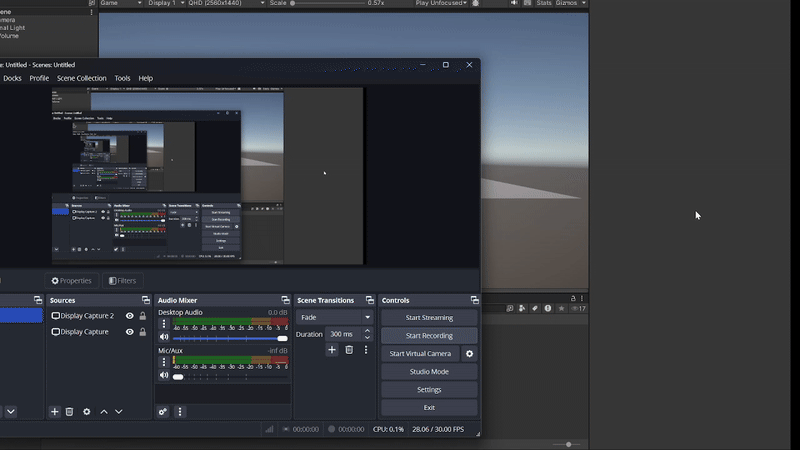 Game Display 1 QHD (2560x1440) Scale 0.57x Play Unfocused Stats Gizmos
Untitled - Scenes: Untitled
Docks Profile Scene Collection Tools Help
Properties Filters
Sources Audio Mixer Scene Transitions Controls
Display Capture 2
Display Capture
Desktop Audio 0.0 dB
-60 -55 -50 -45 -40 -35 -30 -25 -20 -15 -10 -5 0
Mic/Aux -inf dB
-60 -55 -50 -45 -40 -35 -30 -25 -20 -15 -10 -5 0
Fade
Duration 300 ms
Start Streaming
Start Recording
Start Virtual Camera
Studio Mode
Settings
Exit
17
00:00:00 00:00:00 CPU: 0.1% 28.06 / 30.00 FPS